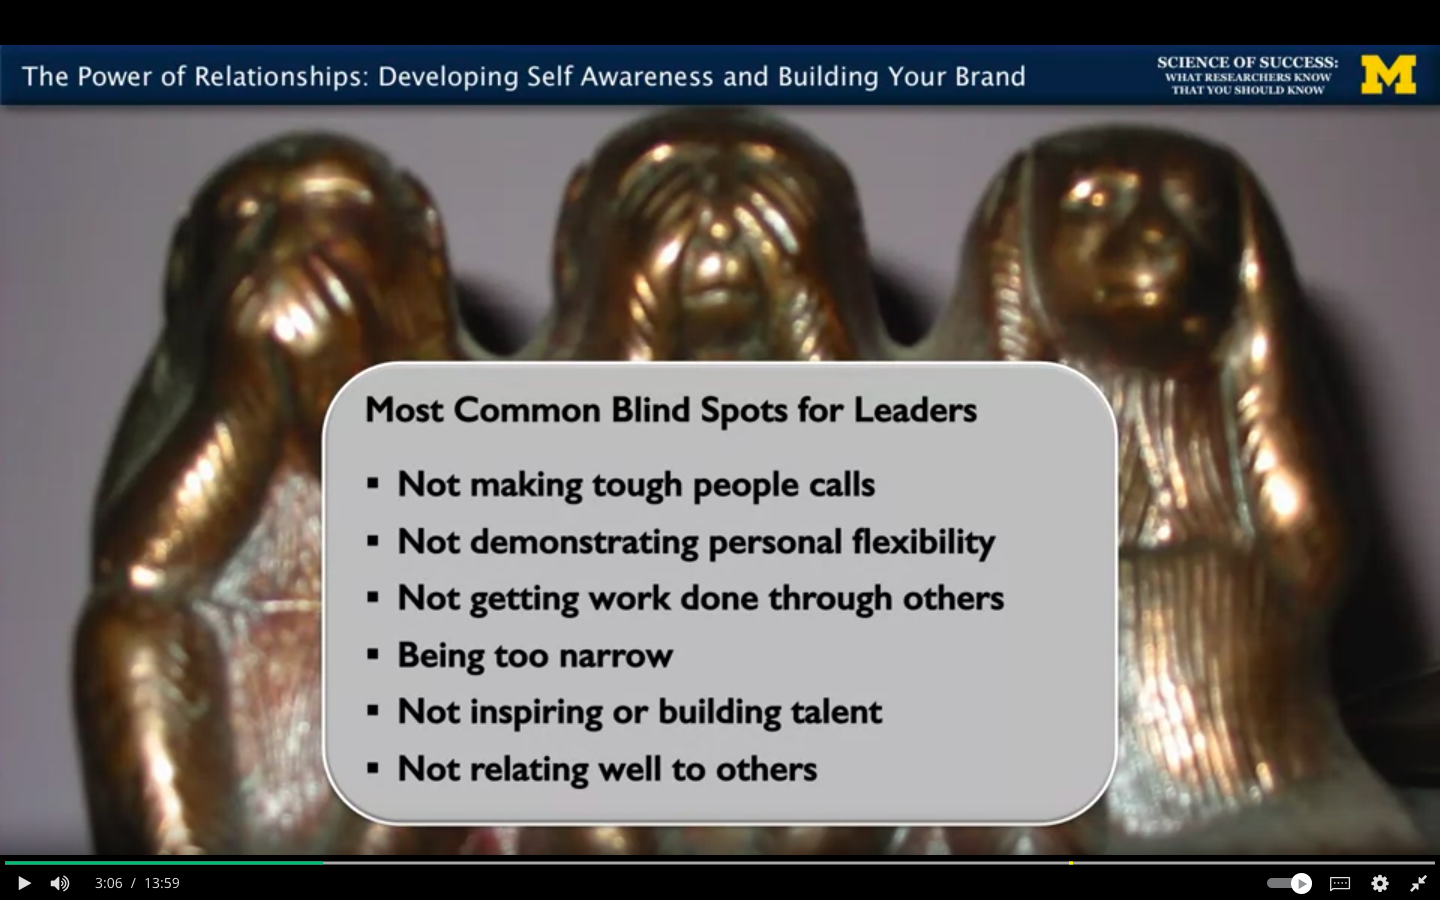 The Power of Relationships: Developing Self Awareness and Building Your Brand
SCIENCE OF SUCCESS:
WHAT RESEARCHERS KNOW
THAT YOU SHOULD KNOW
M
Most Common Blind Spots for Leaders
▪ Not making tough people calls
▪ Not demonstrating personal flexibility
▪ Not getting work done through others
▪ Being too narrow
▪ Not inspiring or building talent
▪ Not relating well to others
3:06 / 13:59